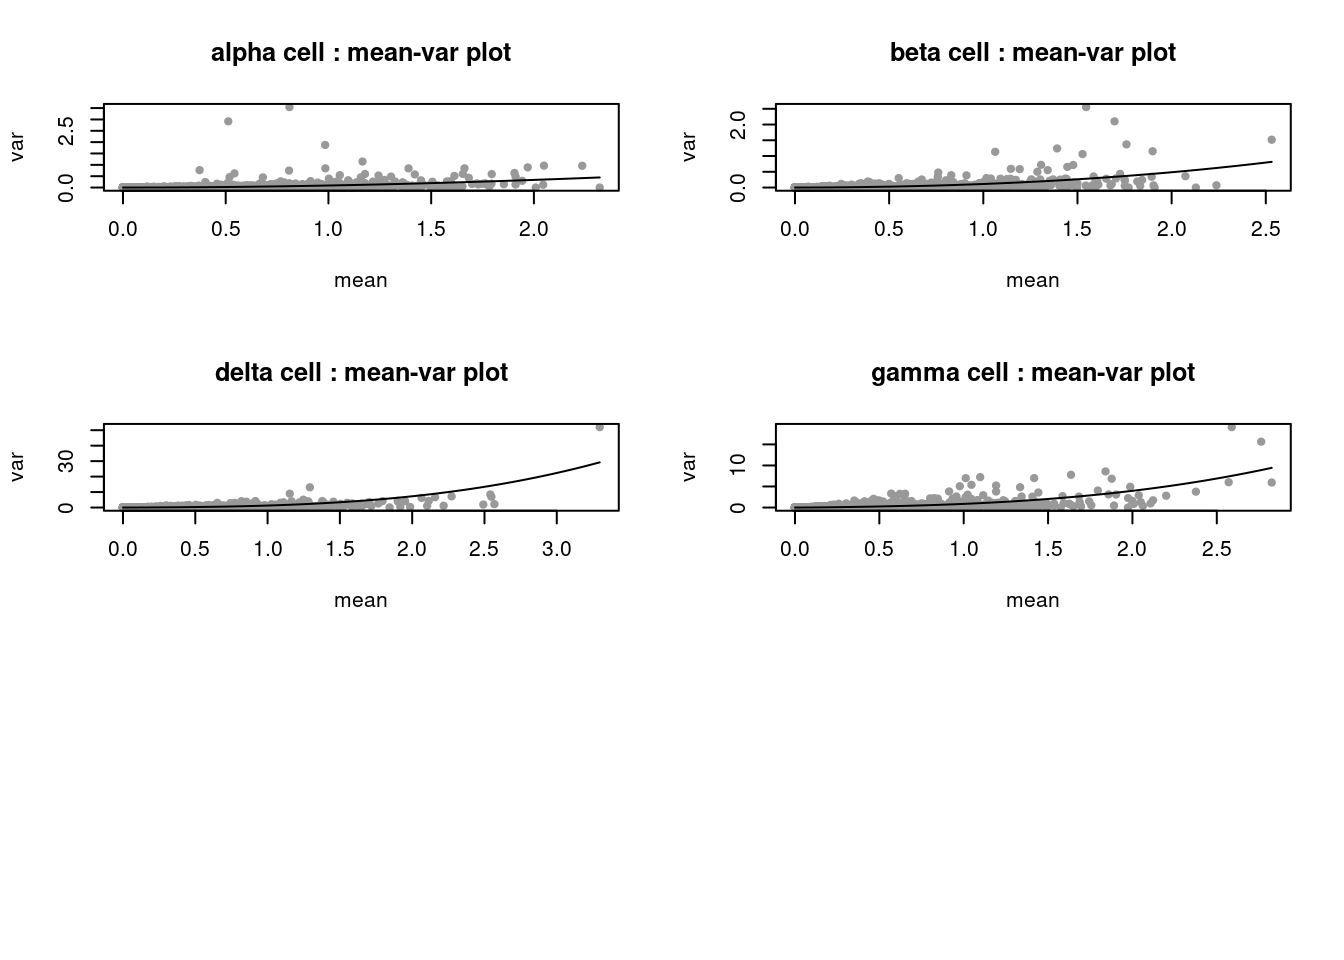 alpha cell : mean-var plot
var
2.5
0.0
0.0 0.5 1.0 1.5 2.0
mean
beta cell : mean-var plot
var
2.0
0.0
0.0 0.5 1.0 1.5 2.0 2.5
mean
delta cell : mean-var plot
var
30
0
0.0 0.5 1.0 1.5 2.0 2.5 3.0
mean
gamma cell : mean-var plot
var
10
0
0.0 0.5 1.0 1.5 2.0 2.5
mean